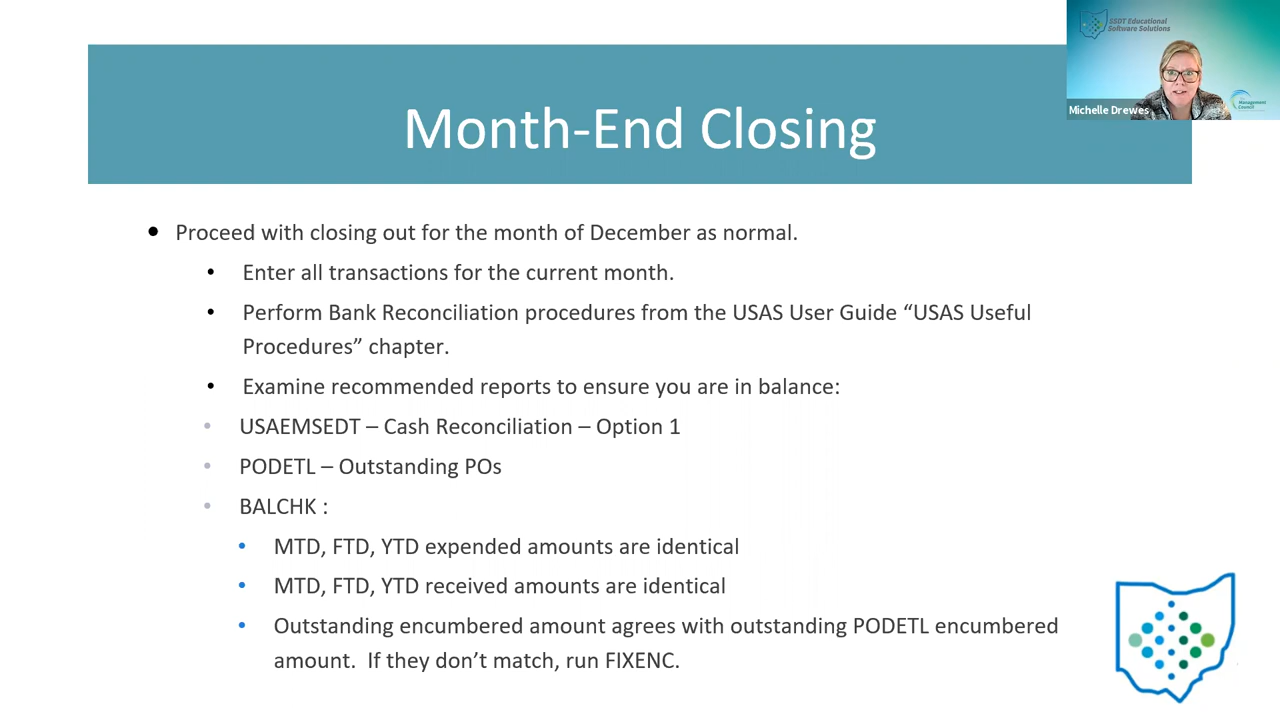 SSDT Educational
Software Solutions
Michelle Drewes
Management
Council
Month-End Closing
• Proceed with closing out for the month of December as normal.
• Enter all transactions for the current month.
• Perform Bank Reconciliation procedures from the USAS User Guide “USAS Useful
Procedures” chapter.
• Examine recommended reports to ensure you are in balance:
• USAEMSEDT – Cash Reconciliation – Option 1
• PODETL – Outstanding POs
• BALCHK :
• MTD, FTD, YTD expended amounts are identical
• MTD, FTD, YTD received amounts are identical
• Outstanding encumbered amount agrees with outstanding PODETL encumbered
amount.  If they don’t match, run FIXENC.